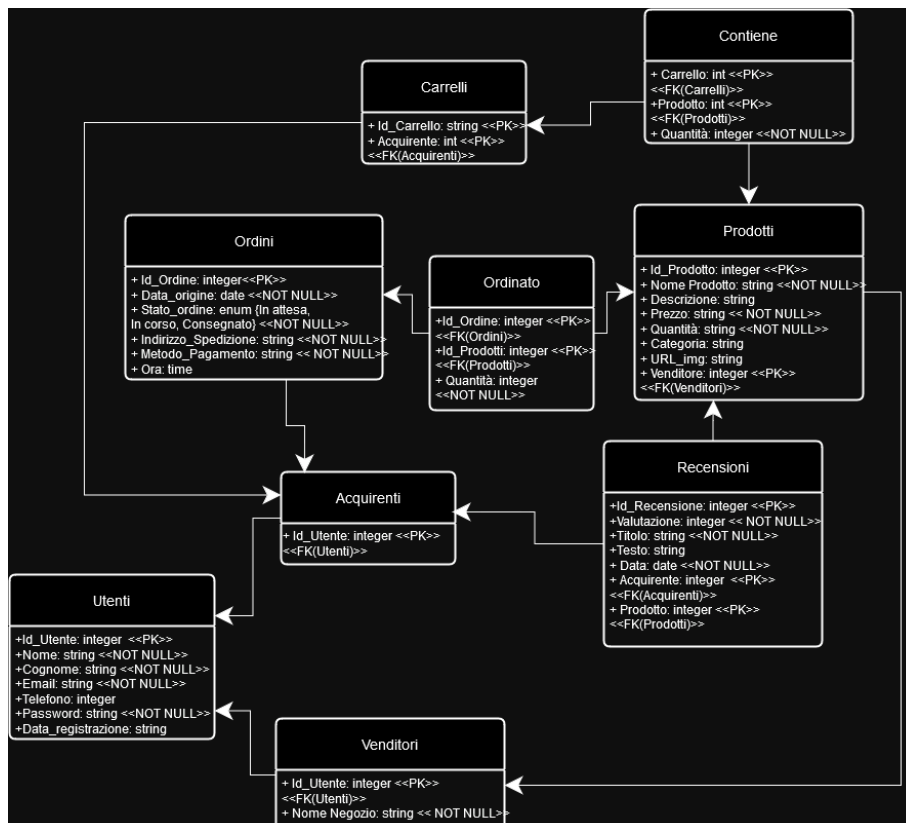 Contiene
+ Carrello: int <<PK>>
<<FK(Carrelli)>>
+Prodotto: int <<PK>
<<FK(Prodotti)>>
+ Quantità: integer <<NOT NULL>>
Carrelli
+ Id_Carrello: string <<PK>>
+ Acquirente: int <<PK>>
<<FK(Acquirenti)>>
Ordini
+ Id_Ordine: integer<<PK>>
+ Data_origine: date <<NOT NULL>>
+ Stato_ordine: enum {In attesa,
In corso, Consegnato} <<NOT NULL>>
+ Indirizzo_Spedizione: string <<NOT NULL>>
+ Metodo_Pagamento: string << NOT NULL>>
+ Ora: time
Ordinato
+Id_Ordine: integer <<PK>
<<FK(Ordini)>>
+Id_Prodotti: integer <<PK>>
<<FK(Prodotti)>>
+ Quantità: integer
<<NOT NULL>>
Prodotti
+ Id_Prodotto: integer <<PK>>
+ Nome Prodotto: string <<NOT NULL>>
+ Descrizione: string
+ Prezzo: string << NOT NULL>>
+ Quantità: string <<NOT NULL>>
+ Categoria: string
+ URL_img: string
+ Venditore: integer <<PK>>
<<FK(Venditori)>>
Recensioni
+Id_Recensione: integer <<PK>>
+Valutazione: integer << NOT NULL>>
+Titolo: string <<NOT NULL>>
+Testo: string
+ Data: date <<NOT NULL>>
+ Acquirente: integer <<PK>>
<<FK(Acquirenti)>>
+ Prodotto: integer <<PK>>
<<FK(Prodotti)>>
Acquirenti
+ Id_Utente: integer <<PK>>
<<FK(Utenti)>>
Utenti
+Id_Utente: integer <<PK>>
+Nome: string <<NOT NULL>>
+Cognome: string <<NOT NULL>>
+Email: string <<NOT NULL>>
+Telefono: integer
+Password: string <<NOT NULL>>
+Data_registrazione: string
Venditori
+ Id_Utente: integer <<PK>>
<<FK(Utenti)>>
+ Nome Negozio: string << NOT NULL>>